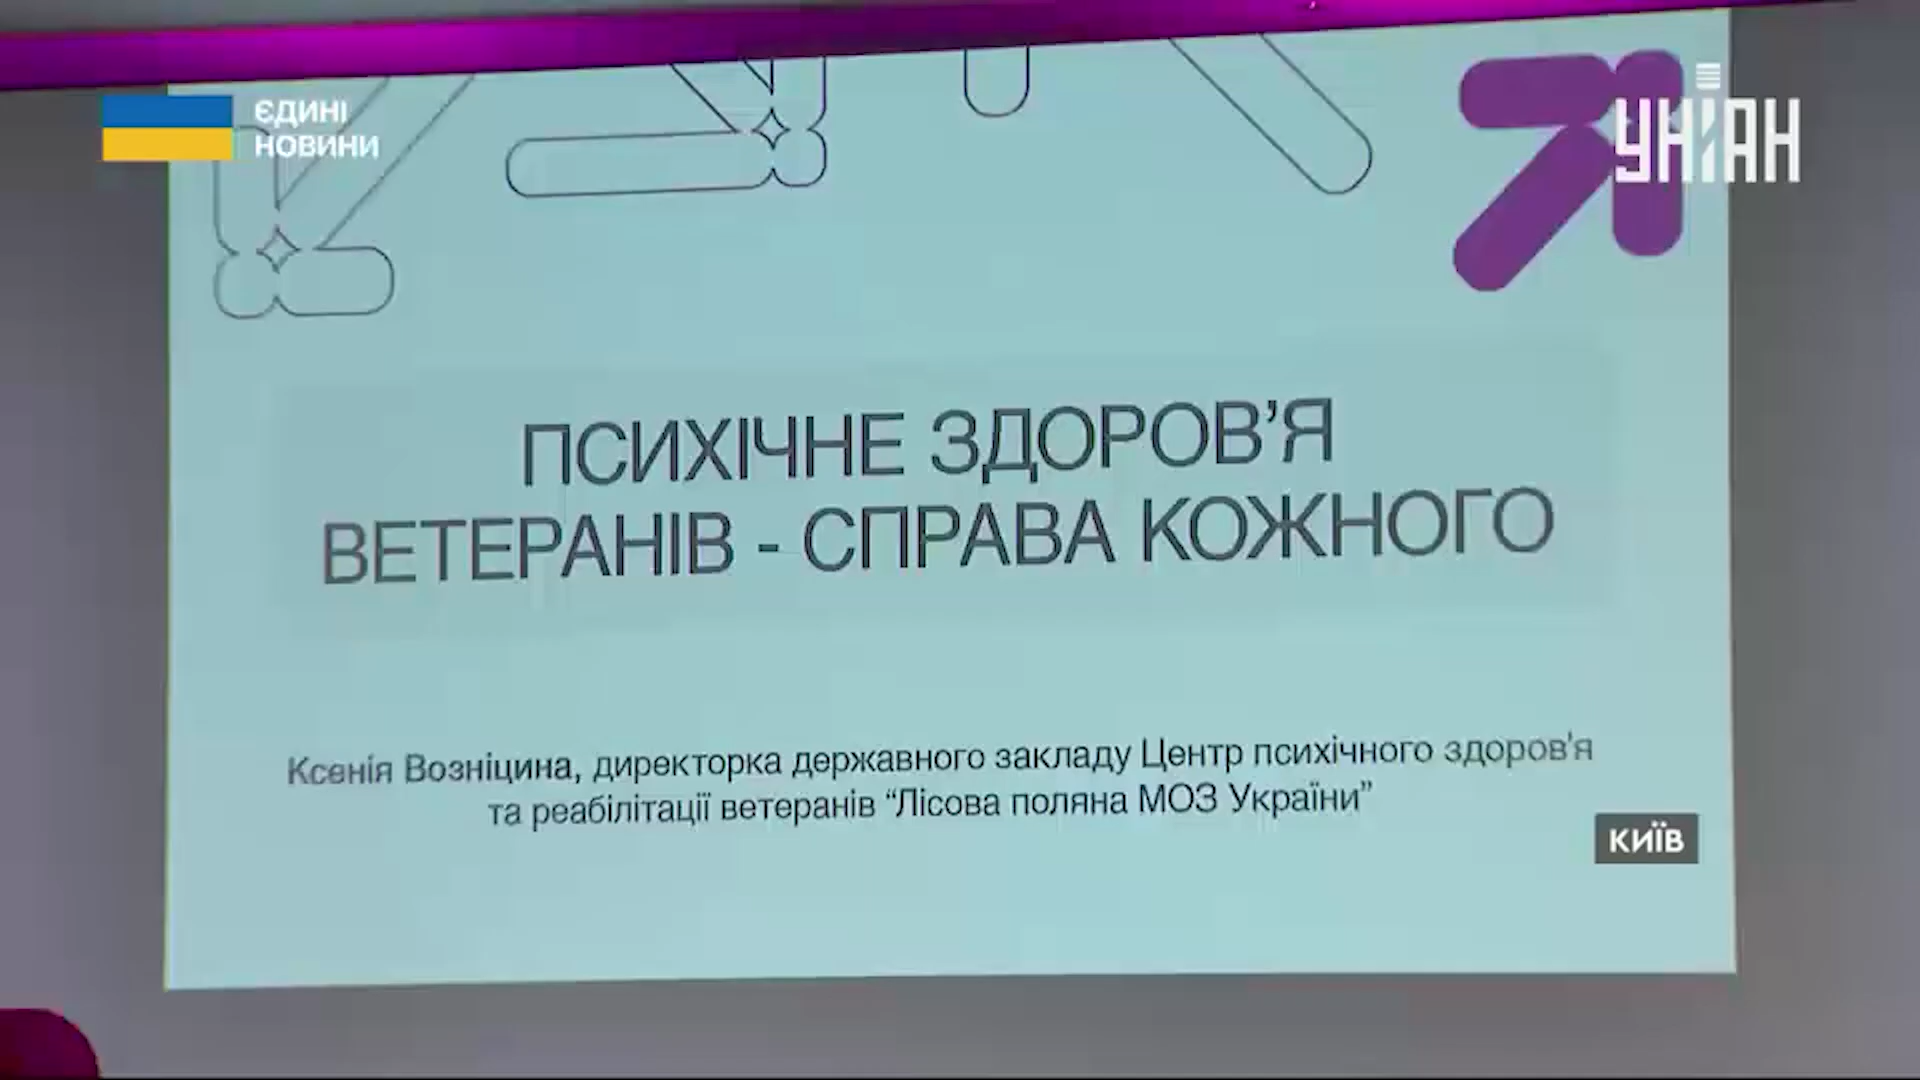 ЄДИНІ
НОВИНИ
УНІАН
ПСИХІЧНЕ ЗДОРОВ’Я
ВЕТЕРАНІВ - СПРАВА КОЖНОГО
Ксенія Возніцина, директорка державного закладу Центр психічного здоров'я
та реабілітації ветеранів “Лісова поляна МОЗ України”
КИЇВ